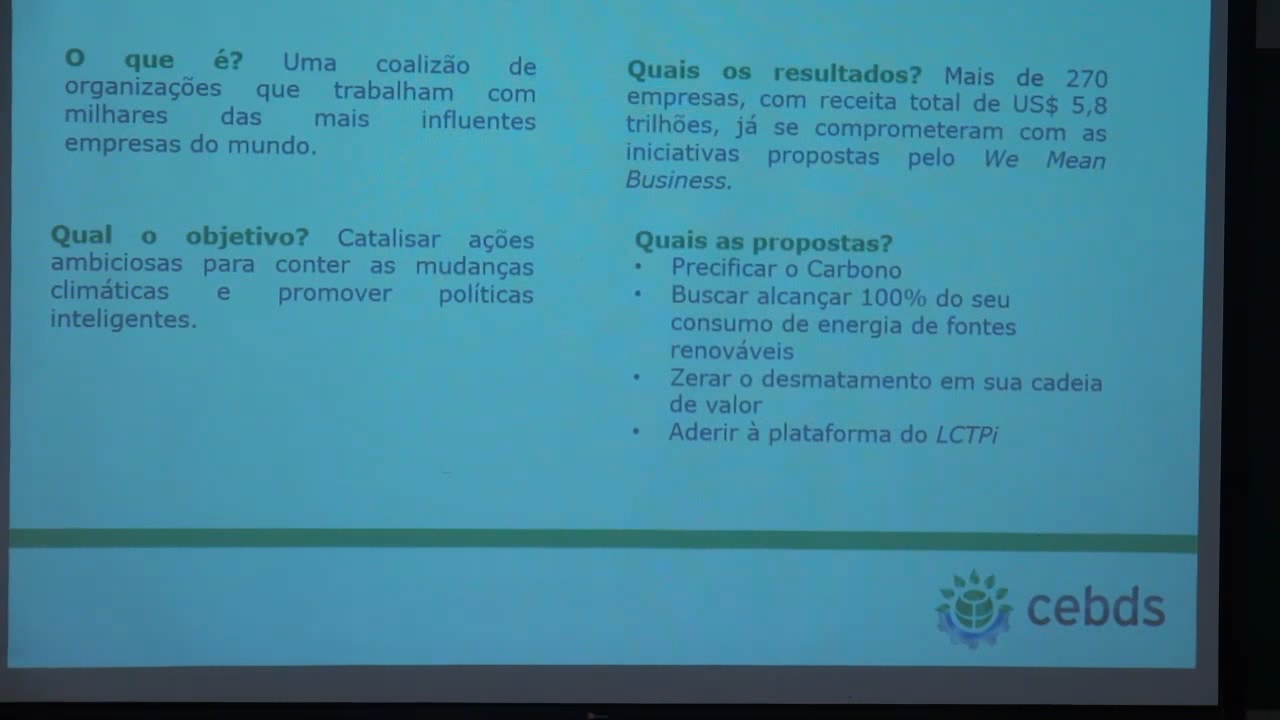 O que é? Uma coalizão de
organizações que trabalham com
milhares das mais influentes
empresas do mundo.
Qual o objetivo? Catalisar ações
ambiciosas para conter as mudanças
climáticas e promover políticas
inteligentes.
Quais os resultados? Mais de 270
empresas, com receita total de US$ 5,8
trilhões, já se comprometeram com as
iniciativas propostas pelo We Mean
Business.
Quais as propostas?
• Precificar o Carbono
• Buscar alcançar 100% do seu
consumo de energia de fontes
renováveis
• Zerar o desmatamento em sua cadeia
de valor
• Aderir à plataforma do LCTPi
cebds